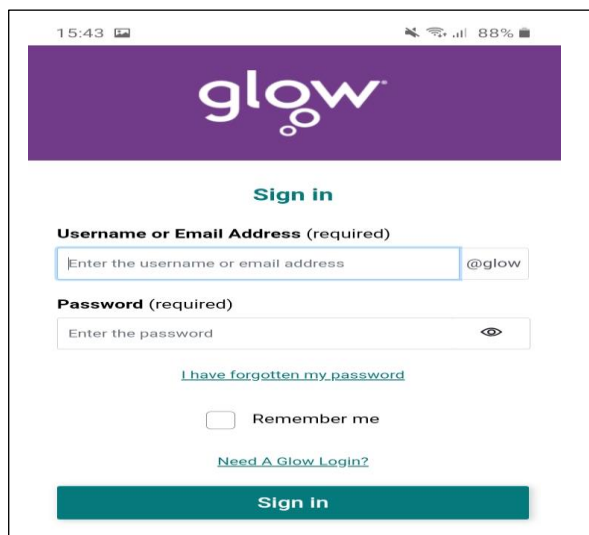 15:43 88%
glow
Sign in
Username or Email Address (required)
Enter the username or email address @glow
Password (required)
Enter the password
I have forgotten my password
Remember me
Need A Glow Login?
Sign in